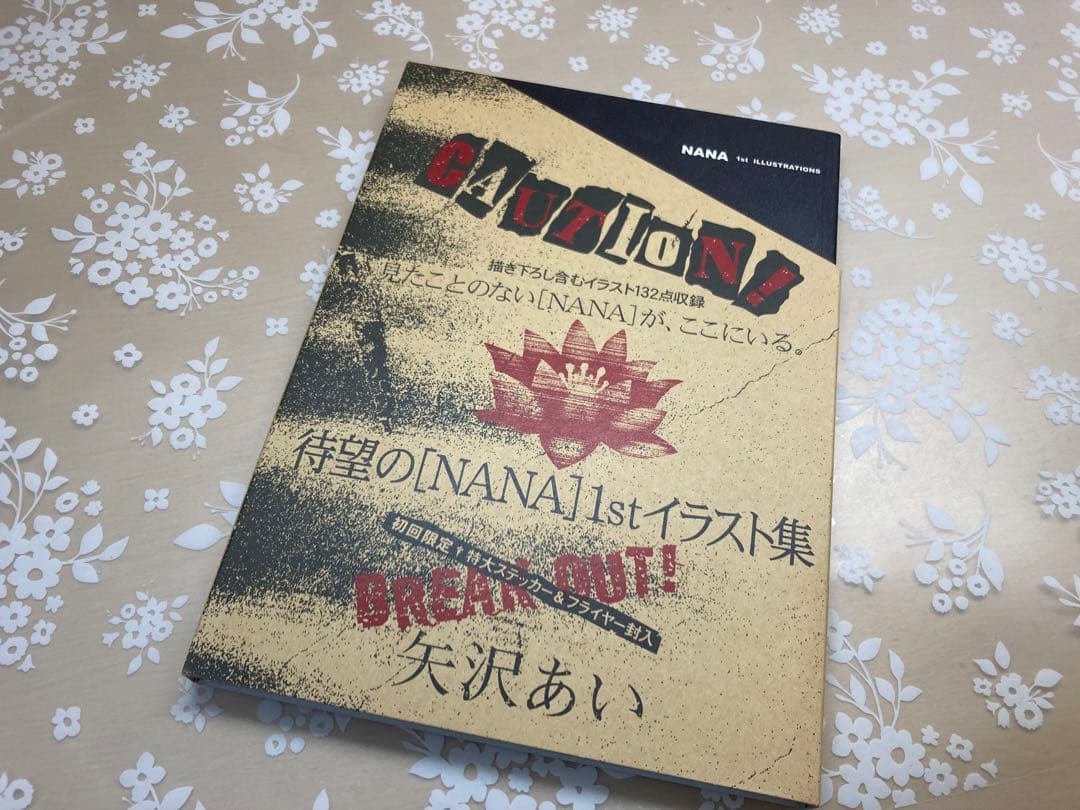 NANA 1st ILLUSTRATIONS
CAUTION!
描き下ろし含むイラスト132点収録
見たことのない[NANA]が、ここにいる。
待望の[NANA]1stイラスト集
初回限定♦特大ステッカー&フライヤー封入
BREAK OUT!
矢沢あい